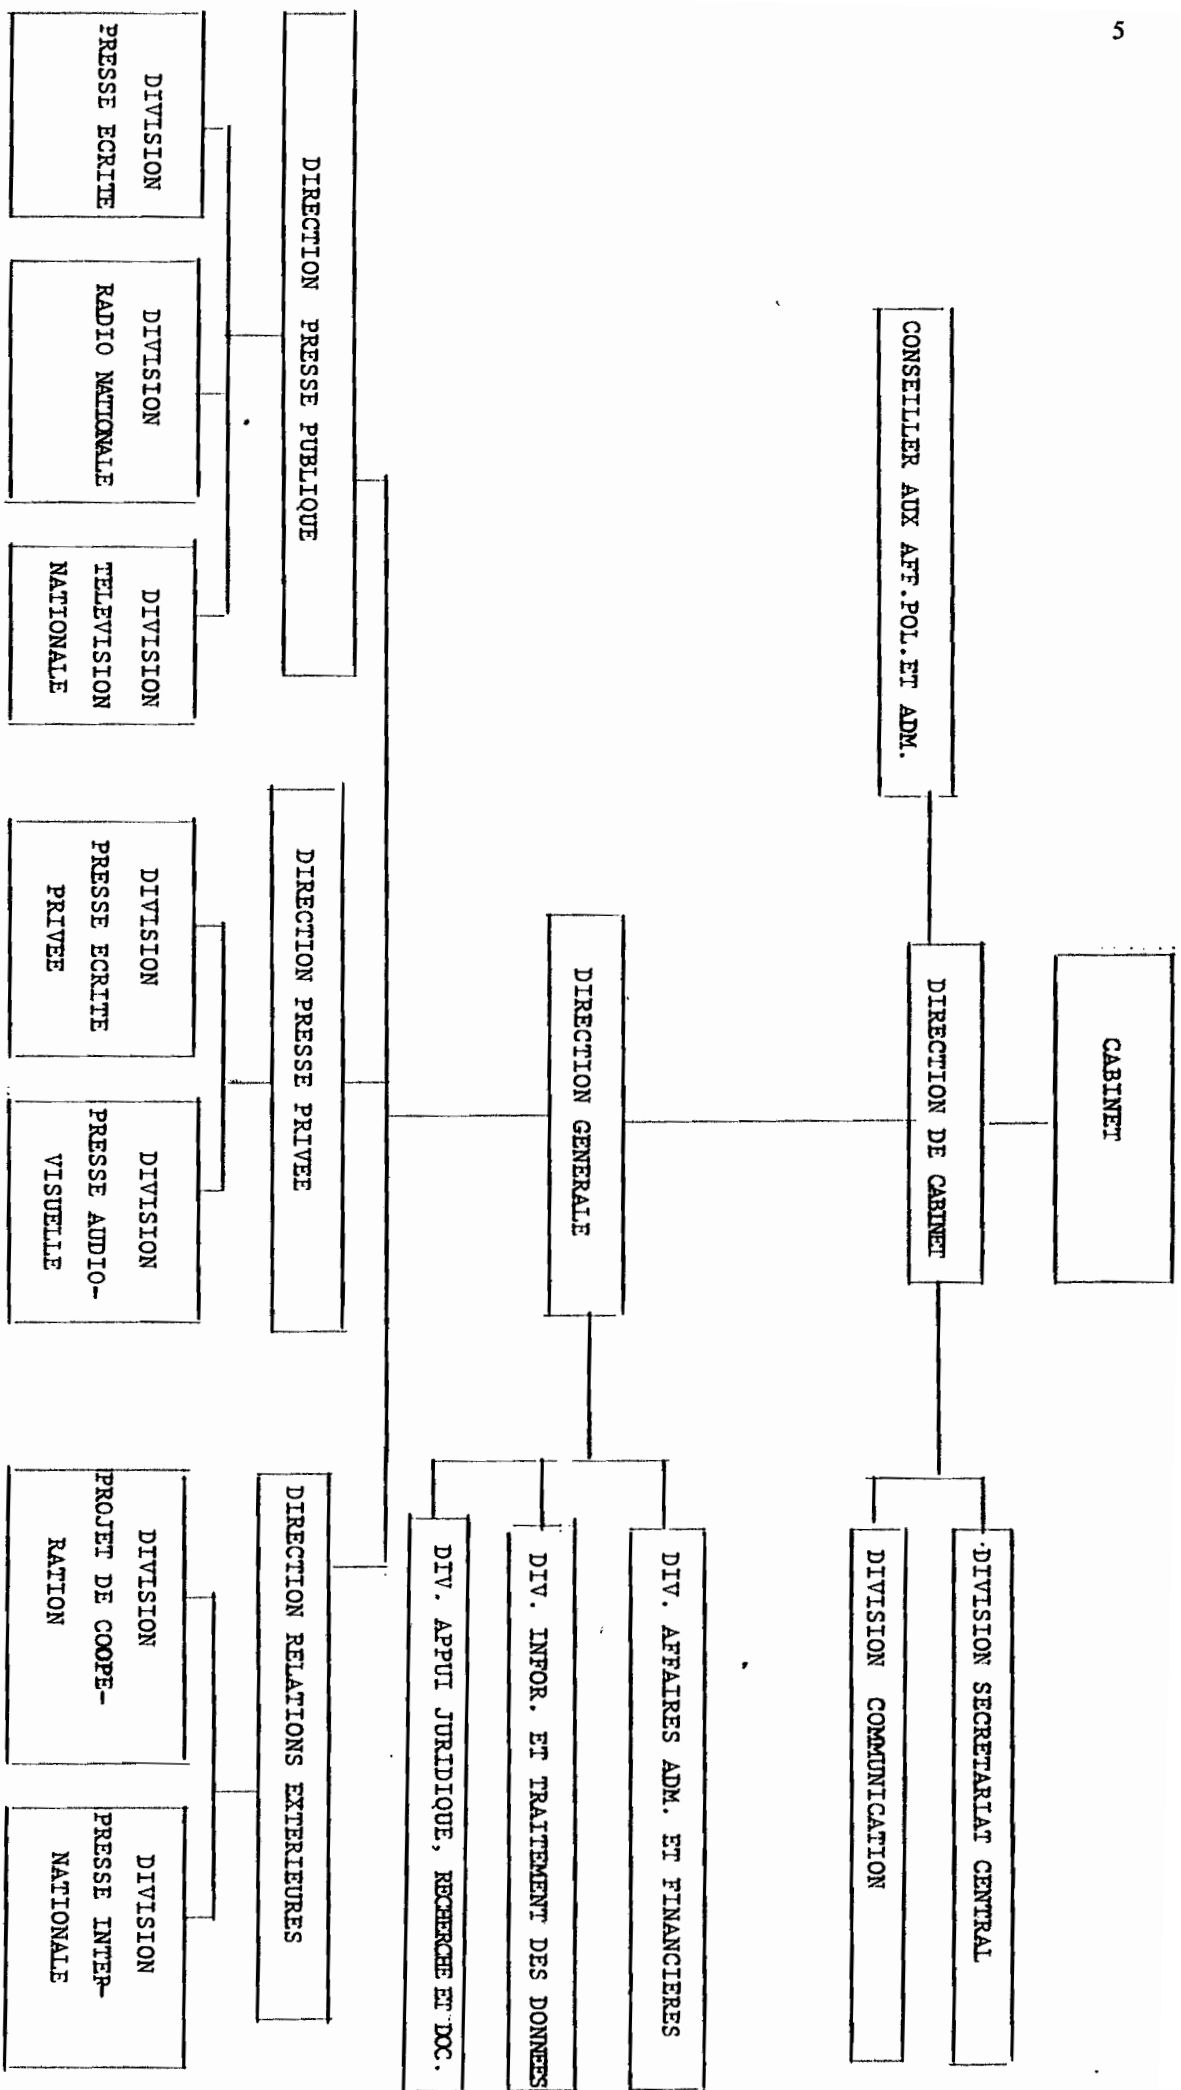 5
CABINET
DIRECTION DE CABINET
CONSEILLER AUX AFF.POL.ET ADM.
DIVISION SECRETARIAT CENTRAL
DIVISION COMMUNICATION
DIRECTION GENERALE
DIV. AFFAIRES ADM. ET FINANCIERES
DIV. INFOR. ET TRAITEMENT DES DONNEES
DIV. APPUI JURIDIQUE, RECHERCHE ET DOC.
DIRECTION PRESSE PUBLIQUE
DIRECTION PRESSE PRIVEE
DIRECTION RELATIONS EXTERIEURES
DIVISION
PRESSE ECRITE
DIVISION
RADIO NATIONALE
DIVISION
TELEVISION
NATIONALE
DIVISION
PRESSE ECRITE
PRIVEE
DIVISION
PRESSE AUDIO-
VISUELLE
DIVISION
PROJET DE COOPE-
RATION
DIVISION
PRESSE INTER-
NATIONALE